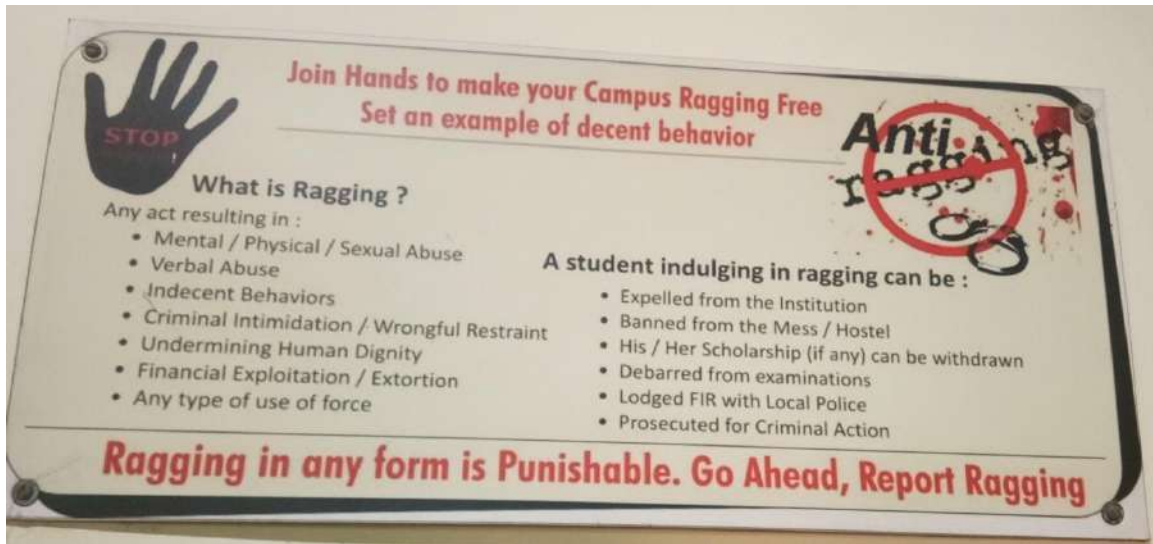 Join Hands to make your Campus Ragging Free
Set an example of decent behavior
STOP
Anti
ragging
What is Ragging ?
Any act resulting in :
• Mental / Physical / Sexual Abuse
• Verbal Abuse
• Indecent Behaviors
• Criminal Intimidation / Wrongful Restraint
• Undermining Human Dignity
• Financial Exploitation / Extortion
• Any type of use of force
A student indulging in ragging can be :
• Expelled from the Institution
• Banned from the Mess / Hostel
• His / Her Scholarship (if any) can be withdrawn
• Debarred from examinations
• Lodged FIR with Local Police
• Prosecuted for Criminal Action
Ragging in any form is Punishable. Go Ahead, Report Ragging